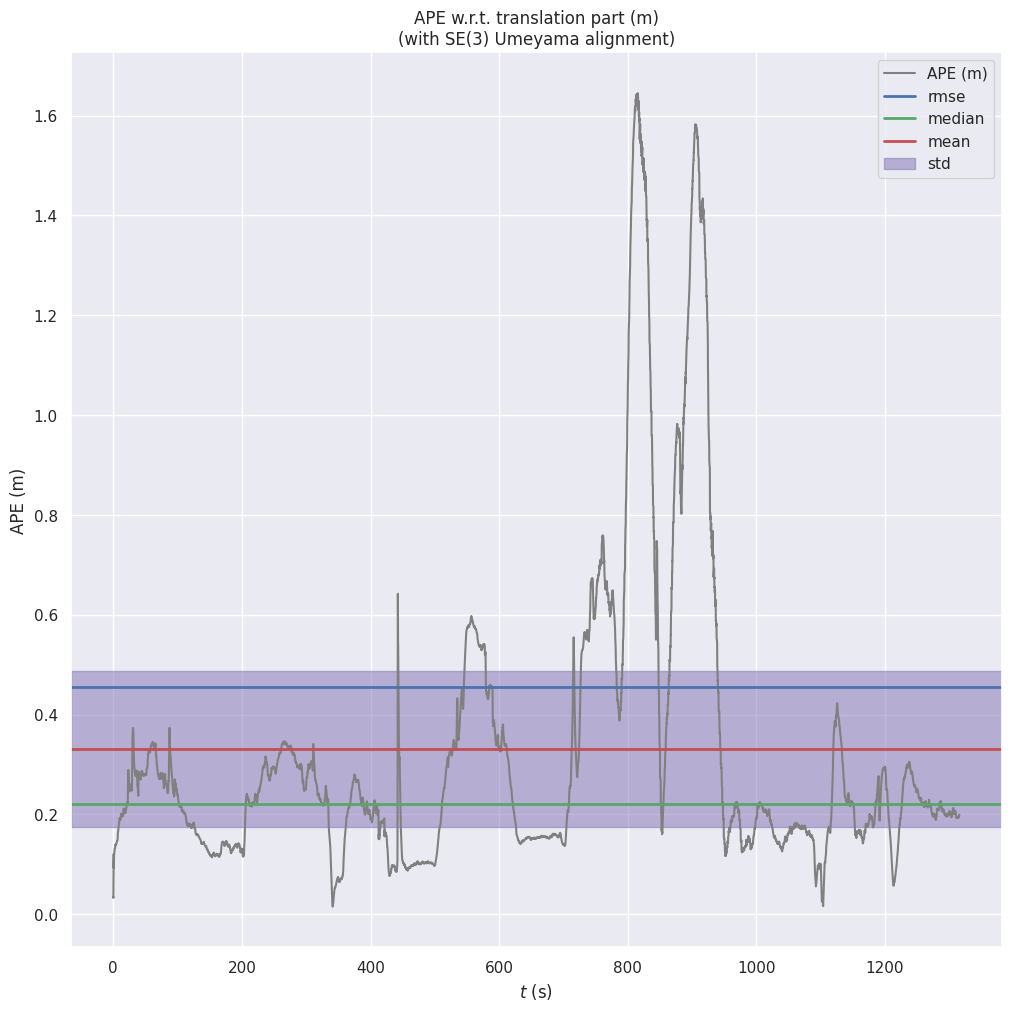 APE w.r.t. translation part (m)
(with SE(3) Umeyama alignment)
APE (m)
rmse
median
mean
std
APE (m)
1.6
1.4
1.2
1.0
0.8
0.6
0.4
0.2
0.0
0 200 400 600 800 1000 1200
t (s)